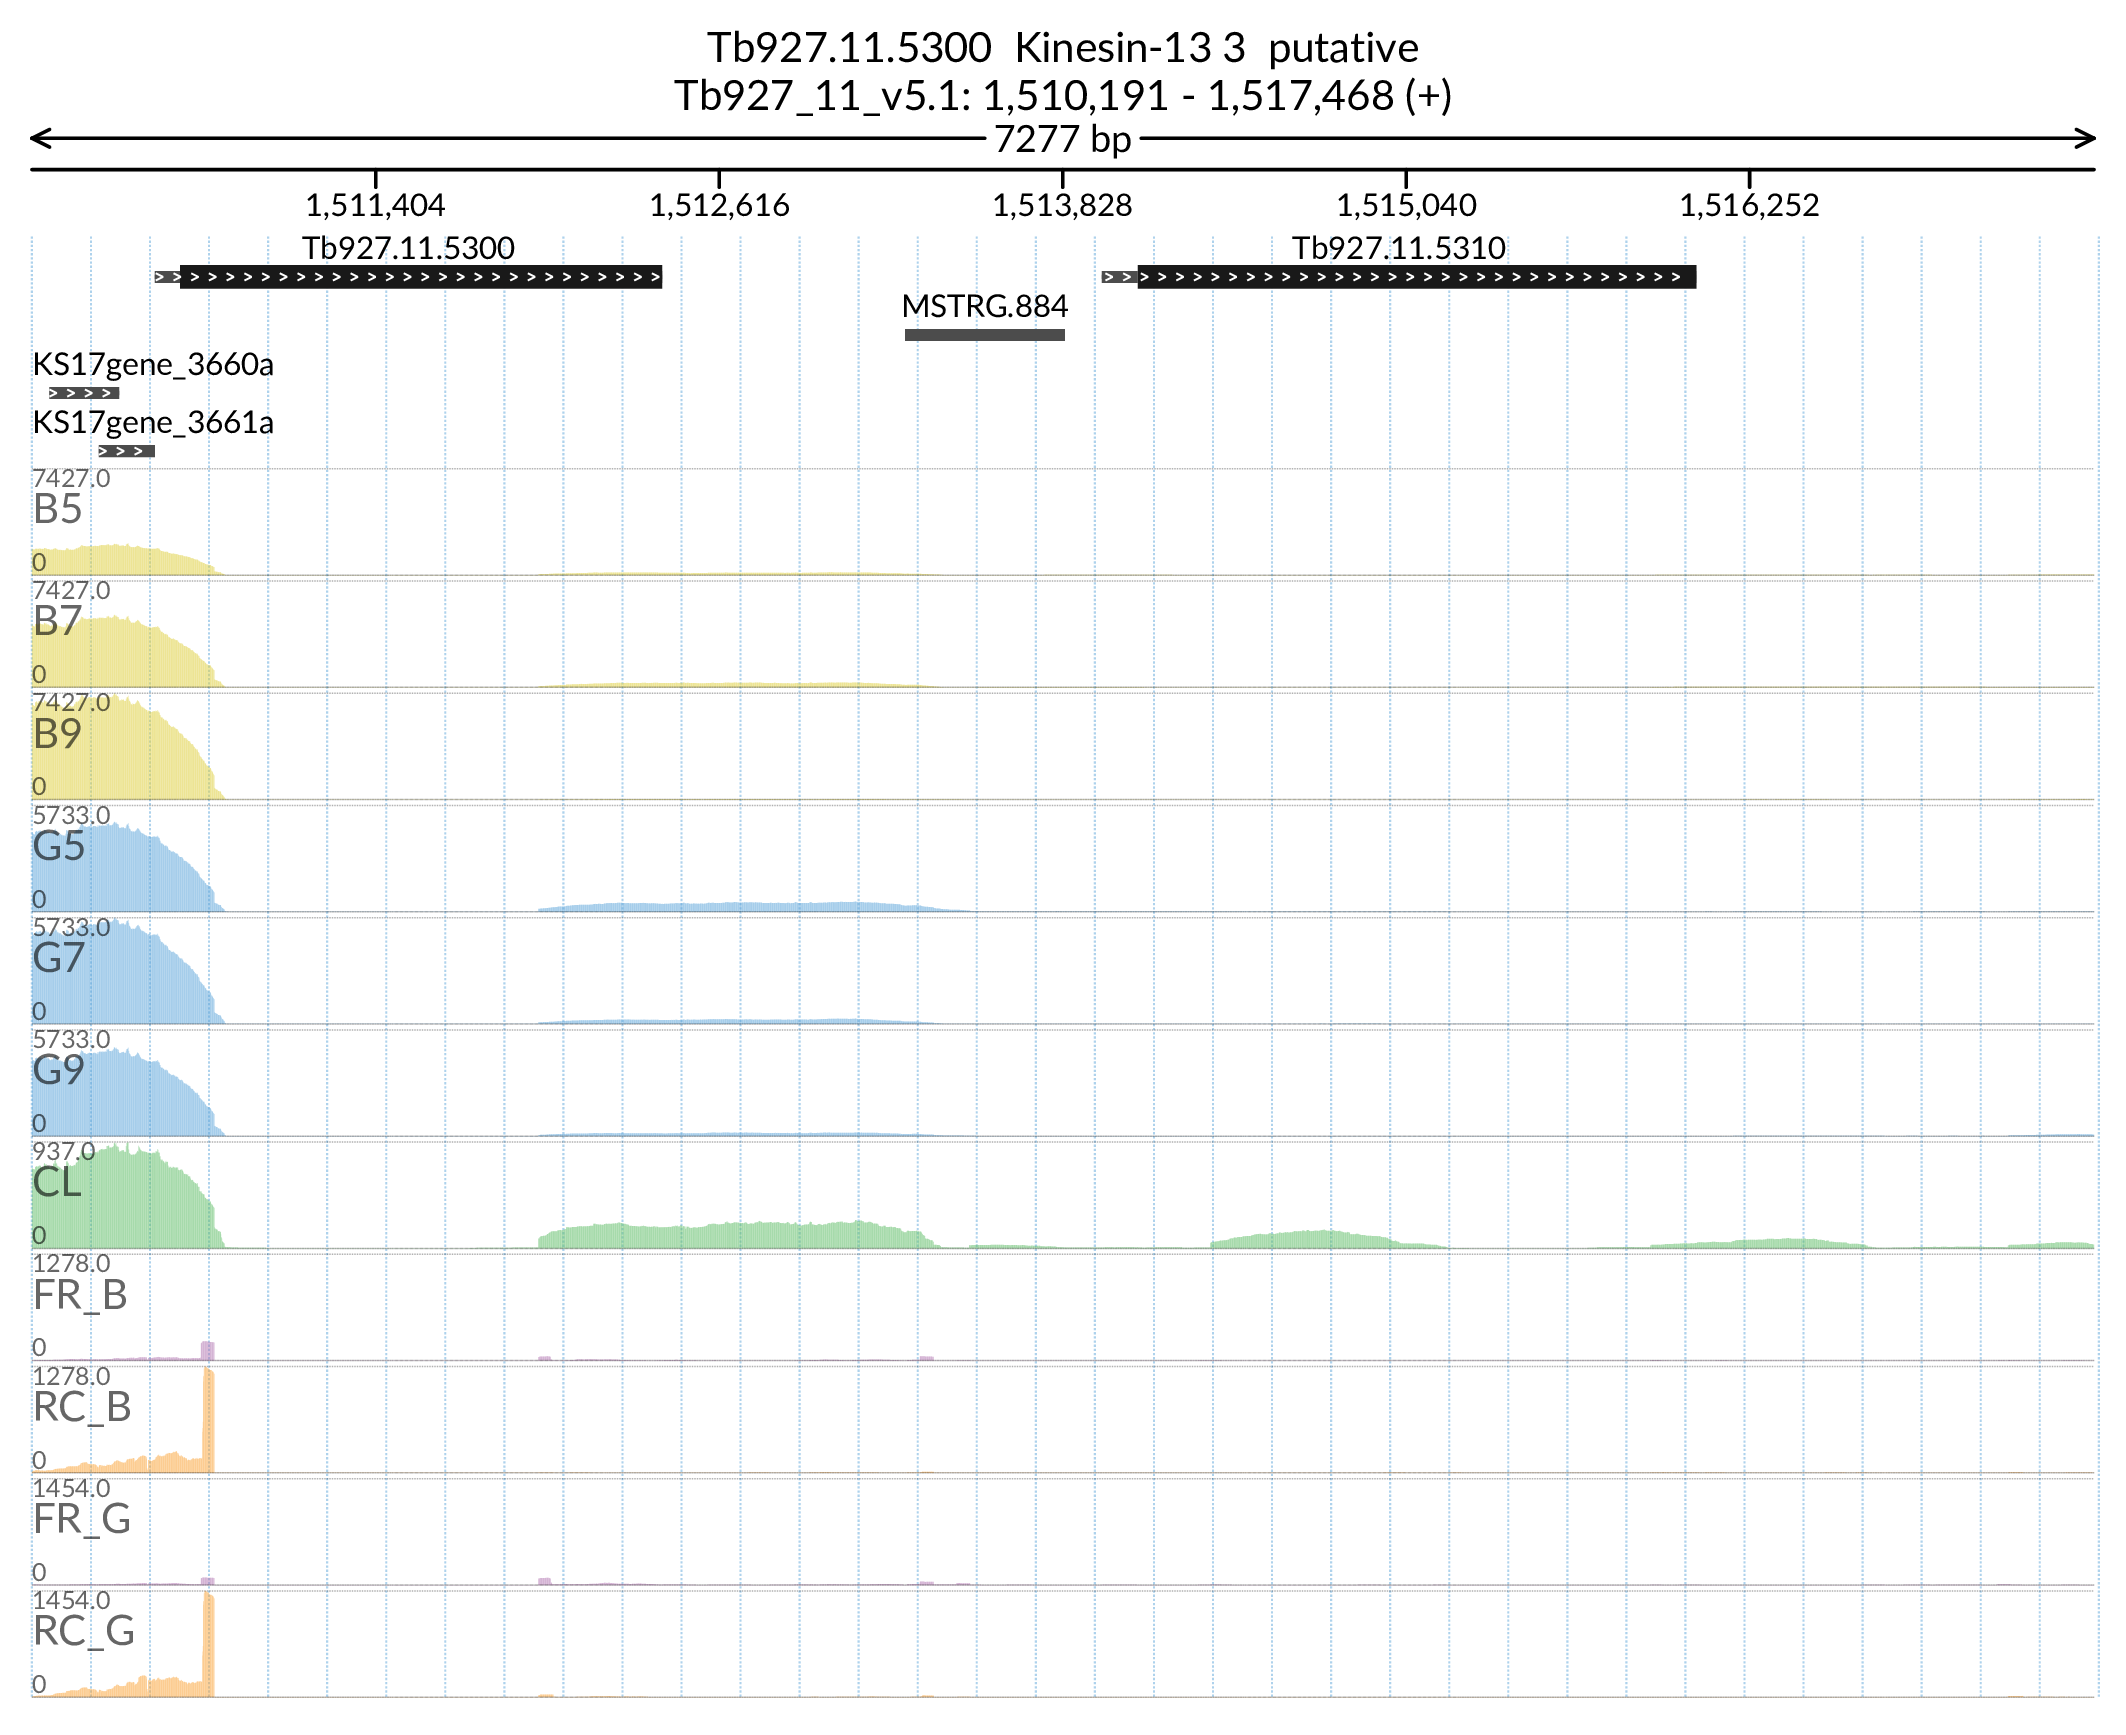 Tb927.11.5300  Kinesin-13 3  putative
Tb927_11_v5.1: 1,510,191 - 1,517,468 (+)
7277 bp
1,511,404 1,512,616 1,513,828 1,515,040 1,516,252
Tb927.11.5300 Tb927.11.5310
MSTRG.884
KS17gene_3660a
KS17gene_3661a
7427.0
B5
0
7427.0
B7
0
7427.0
B9
0
5733.0
G5
0
5733.0
G7
0
5733.0
G9
0
937.0
CL
0
1278.0
FR_B
0
1278.0
RC_B
0
1454.0
FR_G
0
1454.0
RC_G
0